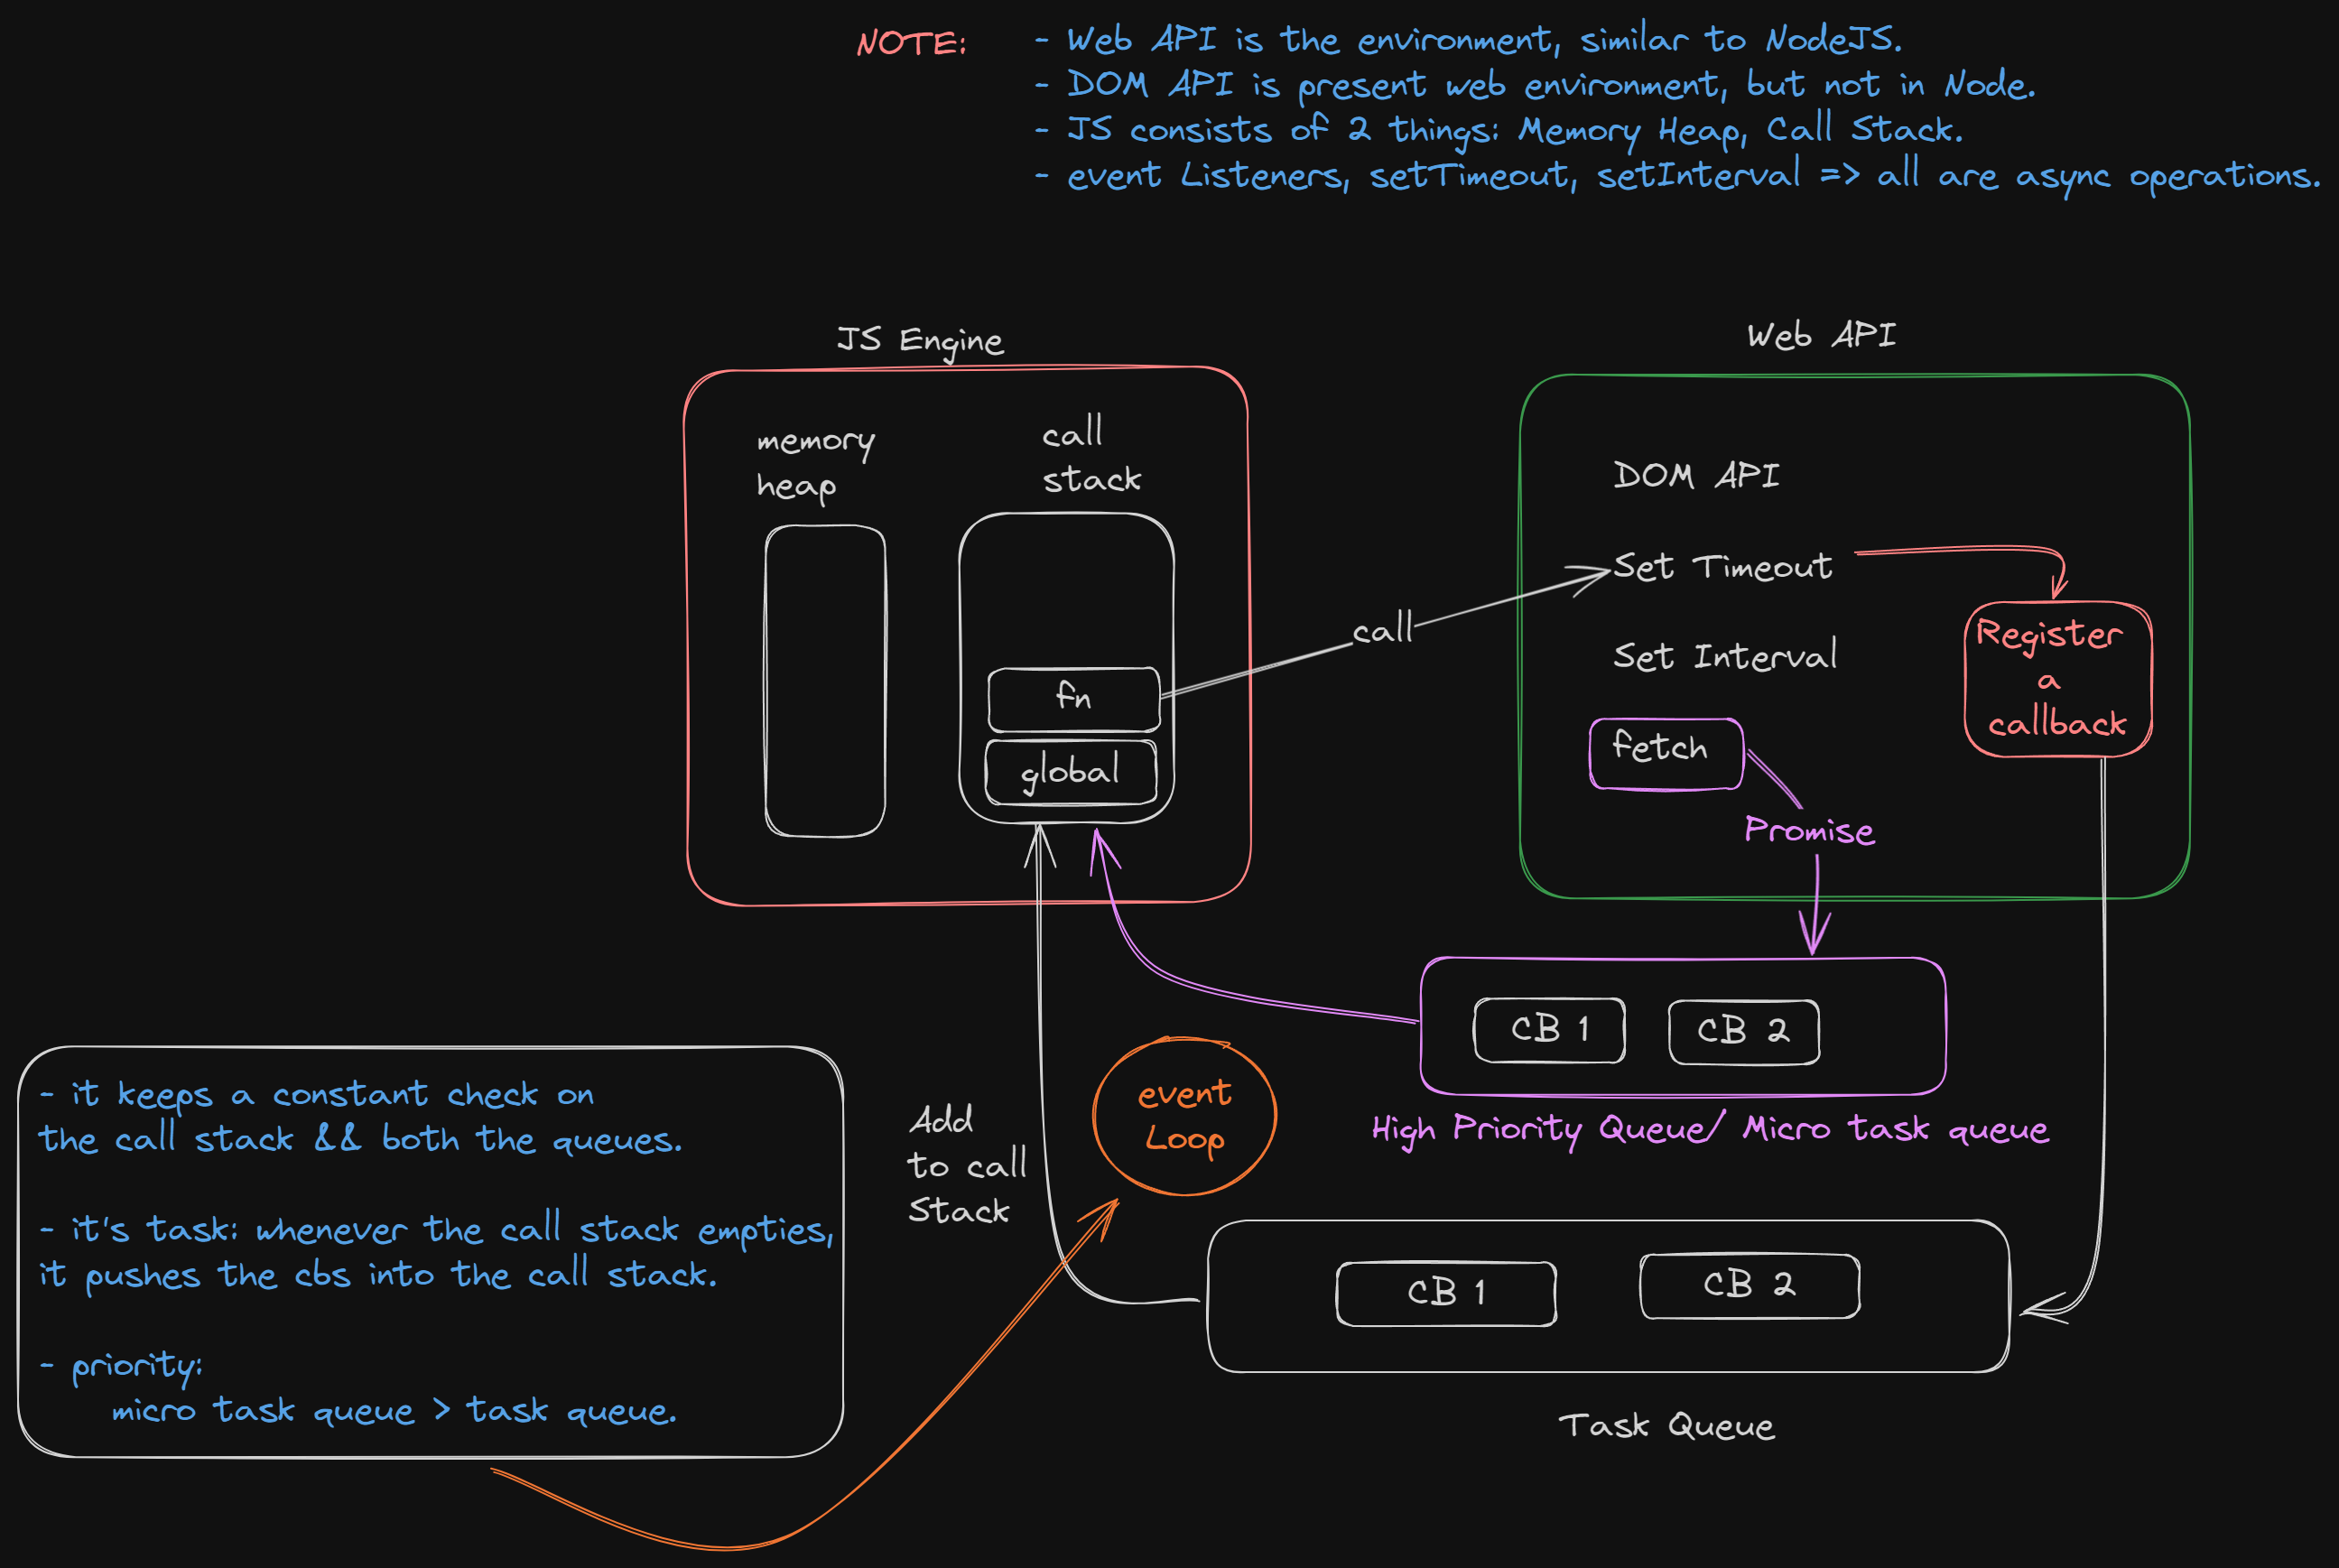 NOTE:
- Web API is the environment, similar to NodeJS.
- DOM API is present web environment, but not in Node.
- JS consists of 2 things: Memory Heap, Call Stack.
- event Listeners, setTimeout, setInterval => all are async operations.
JS Engine
memory
heap
call
stack
fn
global
call
Web API
DOM API
Set Timeout
Set Interval
fetch
Promise
Register
a
callback
CB 1
CB 2
High Priority Queue/ Micro task queue
event
Loop
Add
to call
Stack
- it keeps a constant check on
the call stack && both the queues.
- it's task: whenever the call stack empties,
it pushes the cbs into the call stack.
- priority:
micro task queue > task queue.
CB 1
CB 2
Task Queue